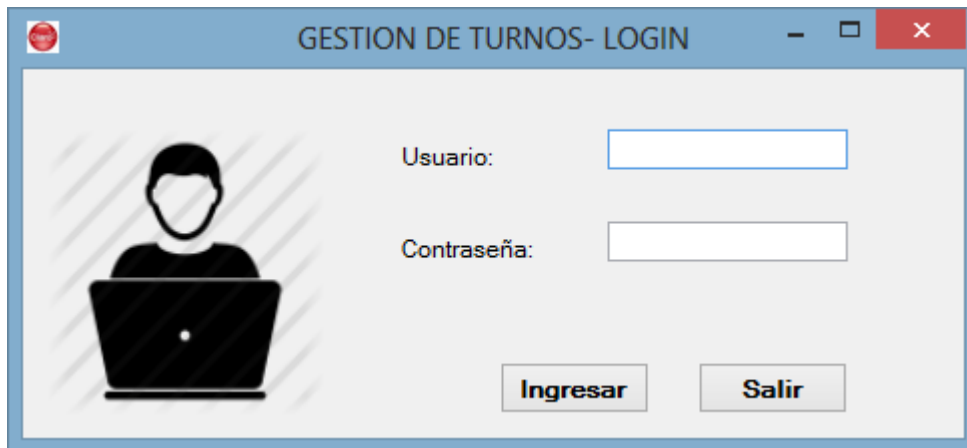 GESTION DE TURNOS- LOGIN
Usuario:
Contraseña:
Ingresar
Salir